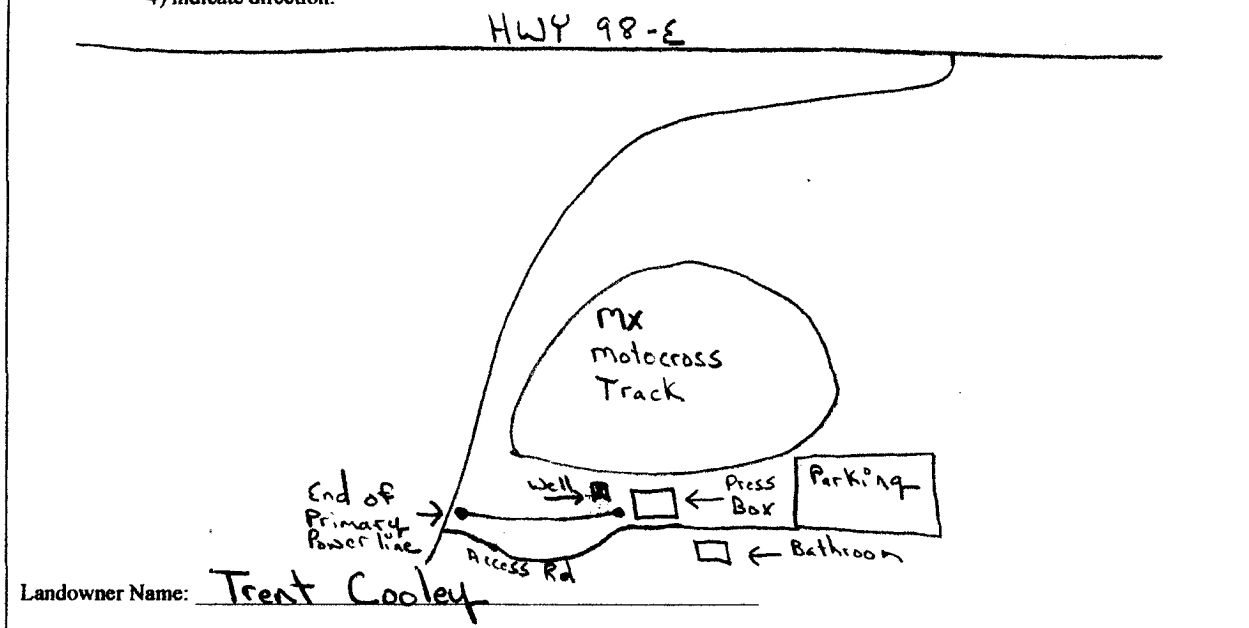 4) indicate direction.
HWY 98-E
MX
Motocross
Track
End of
Primary
Power line
Well
Press
Box
Parking
Access Rd
Bathroom
Landowner Name: Trent Cooley